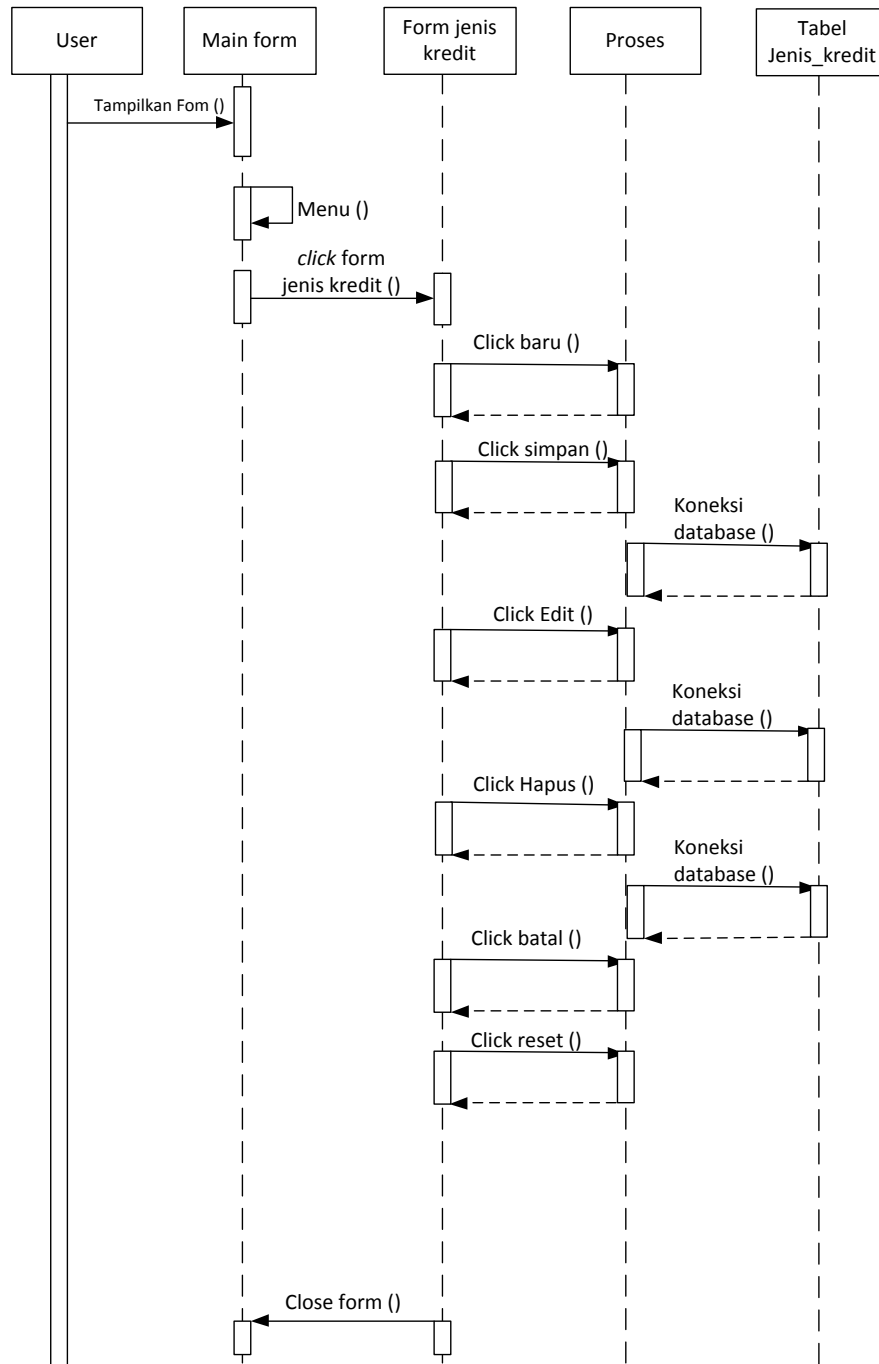 User
Main form
Form jenis
kredit
Proses
Tabel
Jenis_kredit
Tampilkan Fom ()
Menu ()
click form
jenis kredit ()
Click baru ()
Click simpan ()
Koneksi
database ()
Click Edit ()
Koneksi
database ()
Click Hapus ()
Koneksi
database ()
Click batal ()
Click reset ()
Close form ()